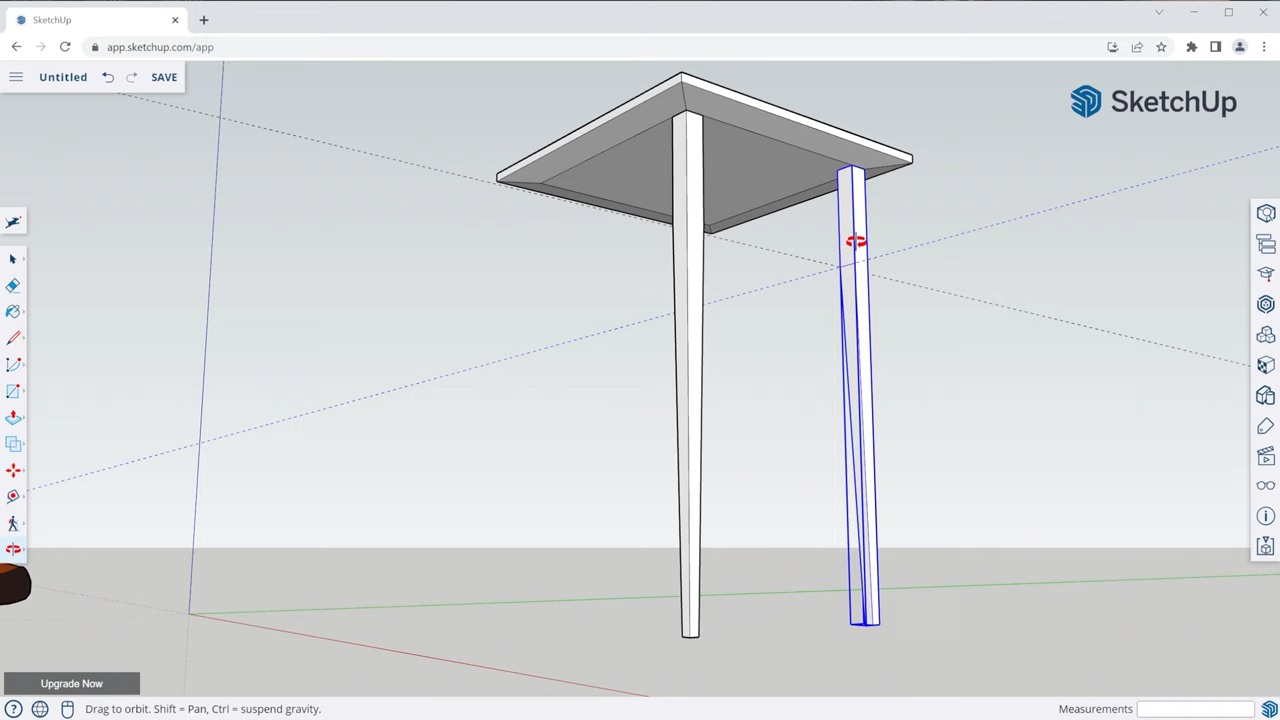 SketchUp
app.sketchup.com/app
Untitled
SAVE
SketchUp
Upgrade Now
Drag to orbit. Shift = Pan, Ctrl = suspend gravity.
Measurements